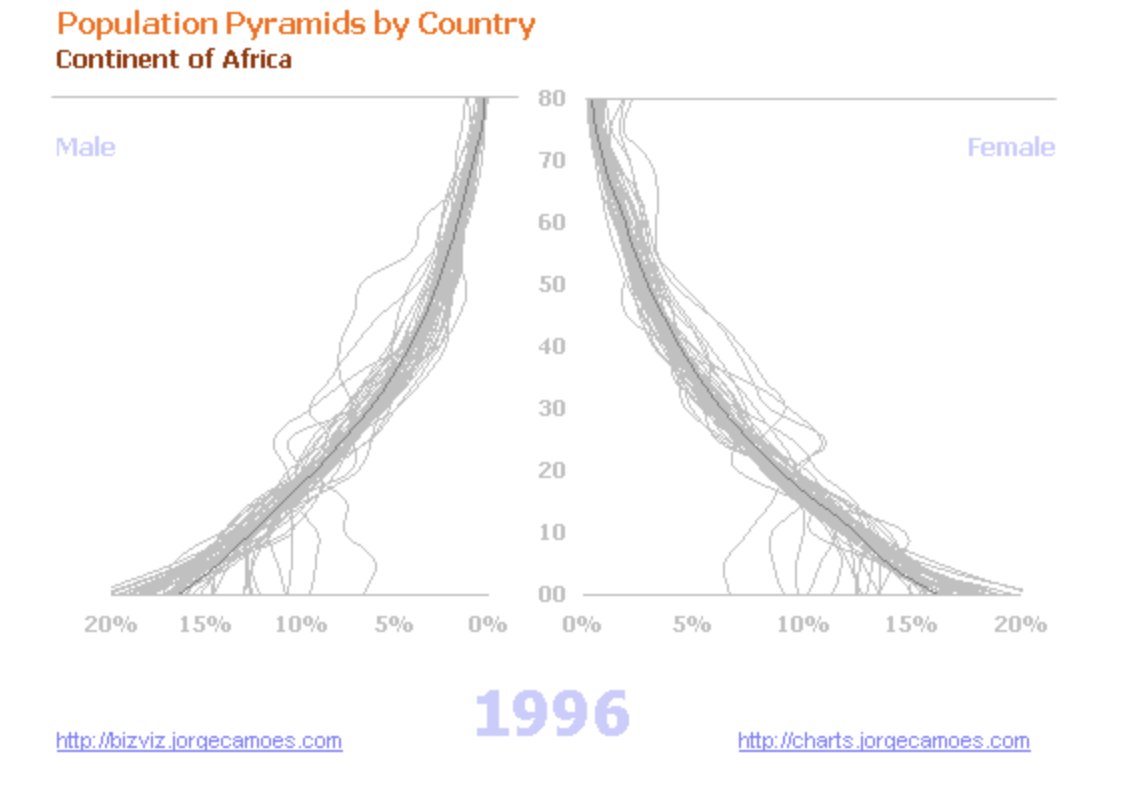 Population Pyramids by Country
Continent of Africa
80
Male
Female
70
60
50
40
30
20
10
00
20% 15% 10% 5% 0% 0% 5% 10% 15% 20%
1996
http://bizviz.jorgecamoes.com
http://charts.jorgecamoes.com